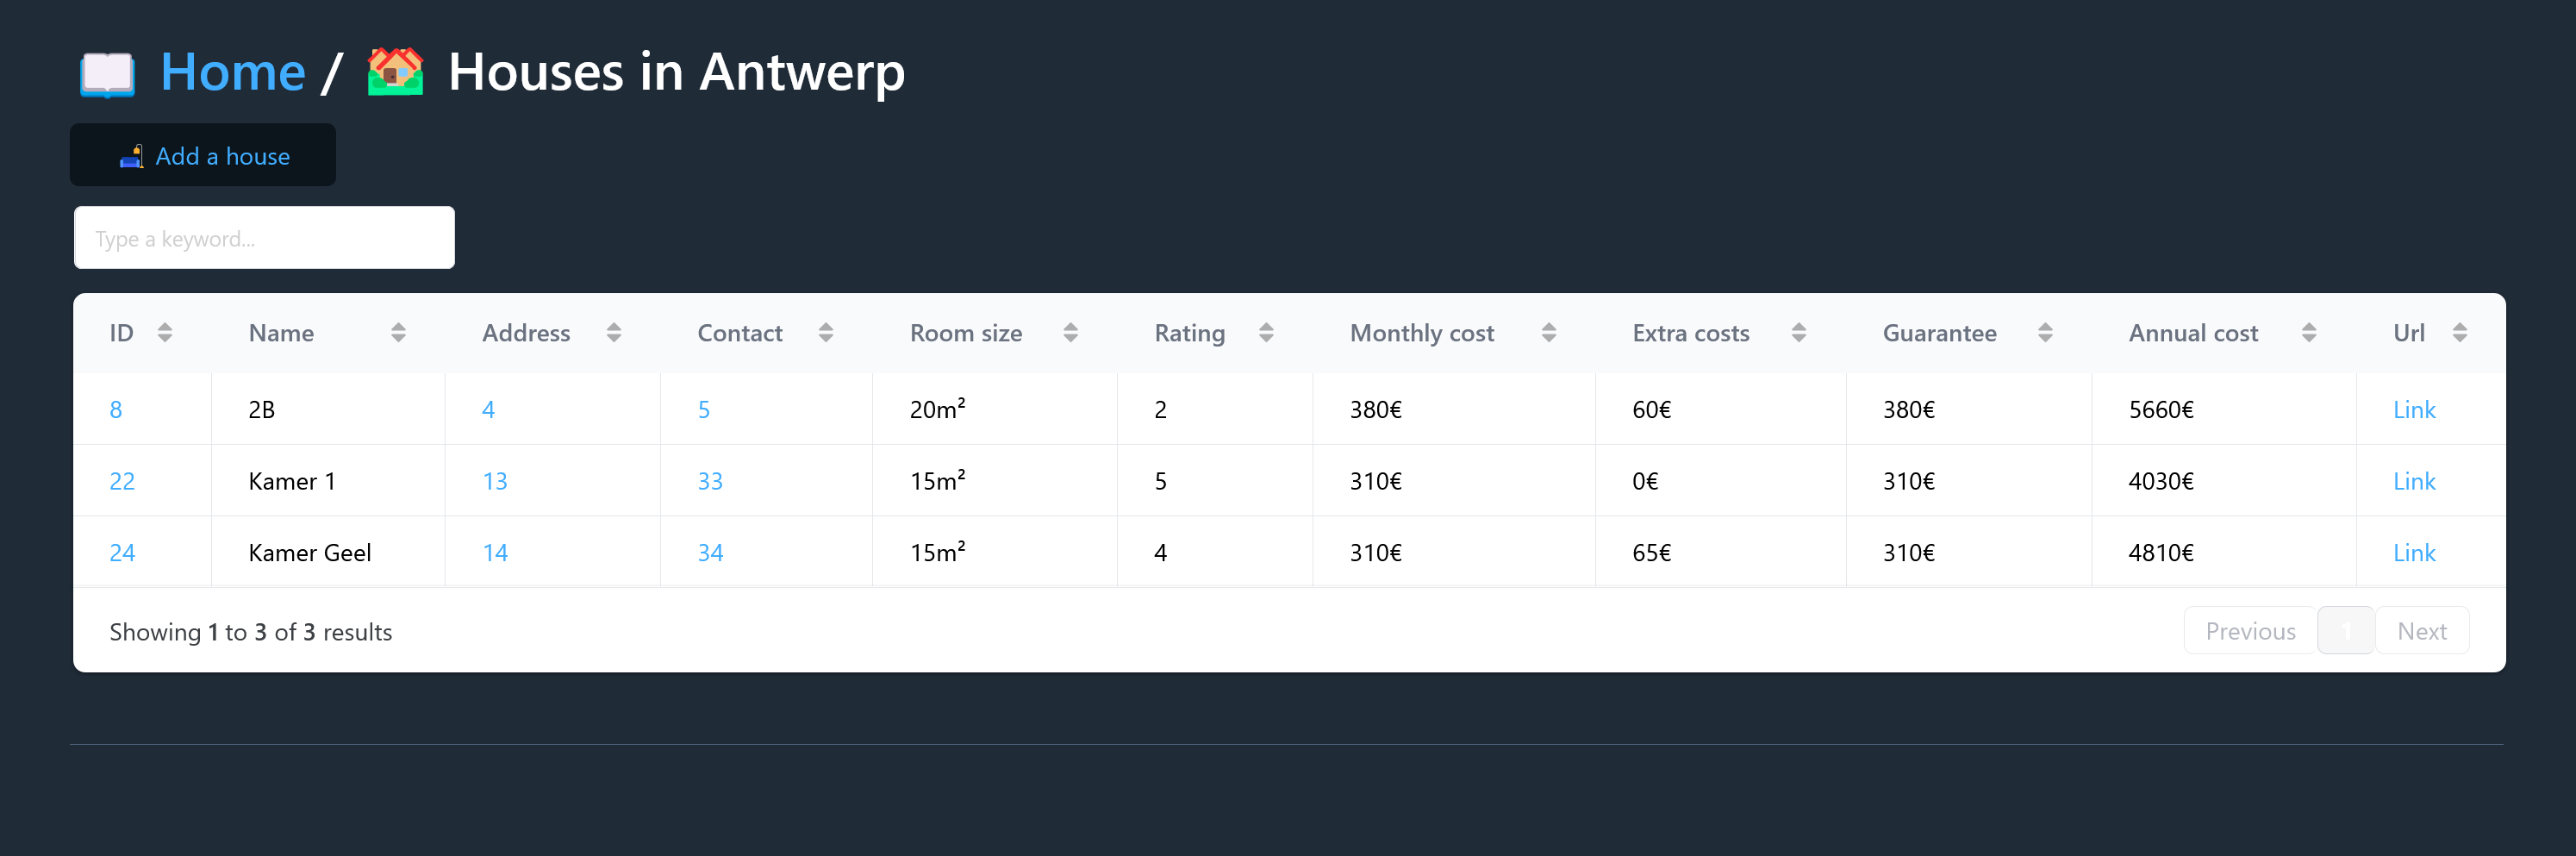 Home / Houses in Antwerp
Add a house
Type a keyword...
ID Name Address Contact Room size Rating Monthly cost Extra costs Guarantee Annual cost Url
8 2B 4 5 20m² 2 380€ 60€ 380€ 5660€ Link
22 Kamer 1 13 33 15m² 5 310€ 0€ 310€ 4030€ Link
24 Kamer Geel 14 34 15m² 4 310€ 65€ 310€ 4810€ Link
Showing 1 to 3 of 3 results Previous 1 Next